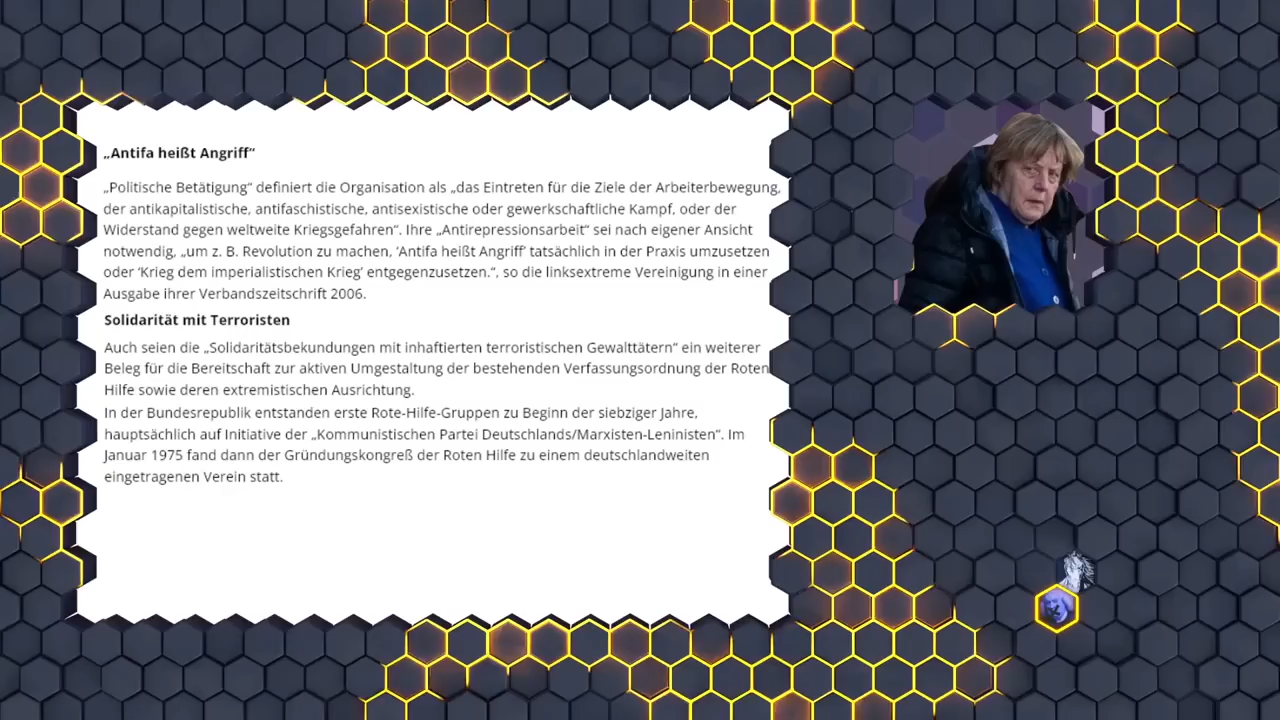 „Antifa heißt Angriff“
„Politische Betätigung“ definiert die Organisation als „das Eintreten für die Ziele der Arbeiterbewegung,
der antikapitalistische, antifaschistische, antisexistische oder gewerkschaftliche Kampf, oder der
Widerstand gegen weltweite Kriegsgefahren“. Ihre „Antirepressionsarbeit“ sei nach eigener Ansicht
notwendig, „um z. B. Revolution zu machen, ‘Antifa heißt Angriff’ tatsächlich in der Praxis umzusetzen
oder ‘Krieg dem imperialistischen Krieg’ entgegenzusetzen.“, so die linksextreme Vereinigung in einer
Ausgabe ihrer Verbandszeitschrift 2006.
Solidarität mit Terroristen
Auch seien die „Solidaritätsbekundungen mit inhaftierten terroristischen Gewalttätern“ ein weiterer
Beleg für die Bereitschaft zur aktiven Umgestaltung der bestehenden Verfassungsordnung der Roten
Hilfe sowie deren extremistischen Ausrichtung.
In der Bundesrepublik entstanden erste Rote-Hilfe-Gruppen zu Beginn der siebziger Jahre,
hauptsächlich auf Initiative der „Kommunistischen Partei Deutschlands/Marxisten-Leninisten“. Im
Januar 1975 fand dann der Gründungskongreß der Roten Hilfe zu einem deutschlandweiten
eingetragenen Verein statt.